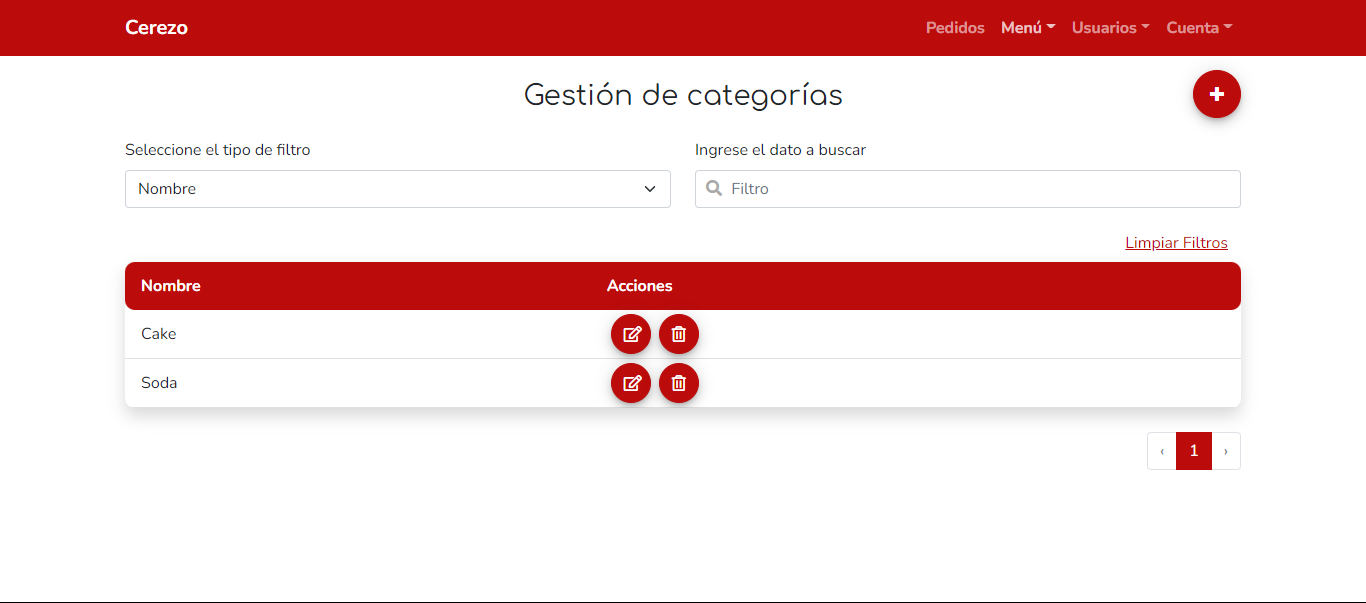 Cerezo Pedidos Menú Usuarios Cuenta
Gestión de categorías
Seleccione el tipo de filtro Ingrese el dato a buscar
Nombre Filtro
Limpiar Filtros
Nombre Acciones
Cake
Soda
‹ 1 ›